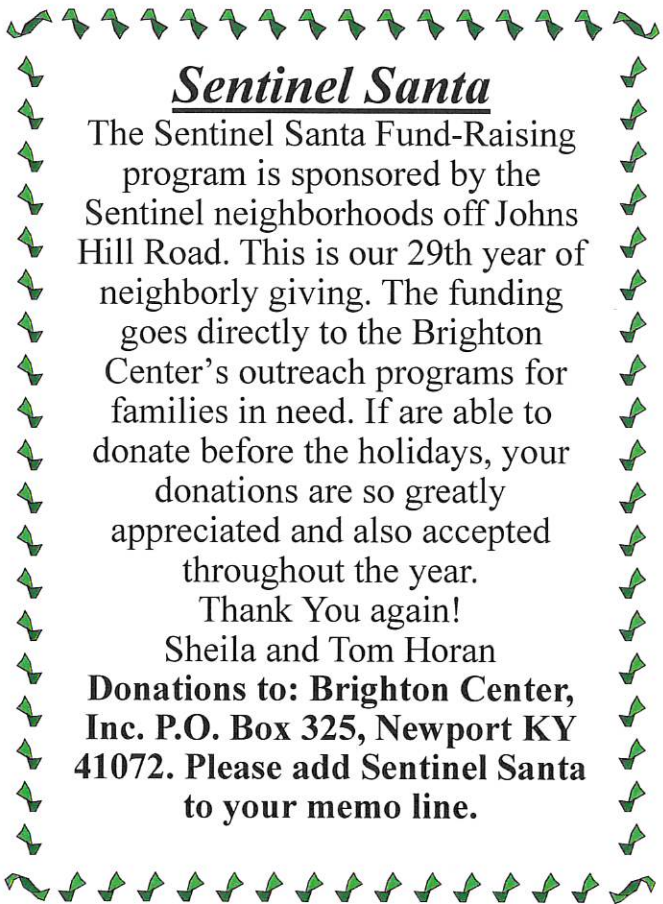 Sentinel Santa
The Sentinel Santa Fund-Raising
program is sponsored by the
Sentinel neighborhoods off Johns
Hill Road. This is our 29th year of
neighborly giving. The funding
goes directly to the Brighton
Center’s outreach programs for
families in need. If are able to
donate before the holidays, your
donations are so greatly
appreciated and also accepted
throughout the year.
Thank You again!
Sheila and Tom Horan
Donations to: Brighton Center,
Inc. P.O. Box 325, Newport KY
41072. Please add Sentinel Santa
to your memo line.